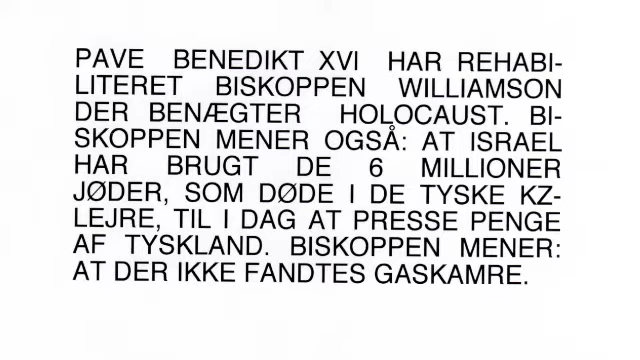 PAVE BENEDIKT XVI HAR REHABI-
LITERET BISKOPPEN WILLIAMSON
DER BENÆGTER HOLOCAUST. BI-
SKOPPEN MENER OGSÅ: AT ISRAEL
HAR BRUGT DE 6 MILLIONER
JØDER, SOM DØDE I DE TYSKE KZ-
LEJRE, TIL I DAG AT PRESSE PENGE
AF TYSKLAND. BISKOPPEN MENER:
AT DER IKKE FANDTES GASKAMRE.